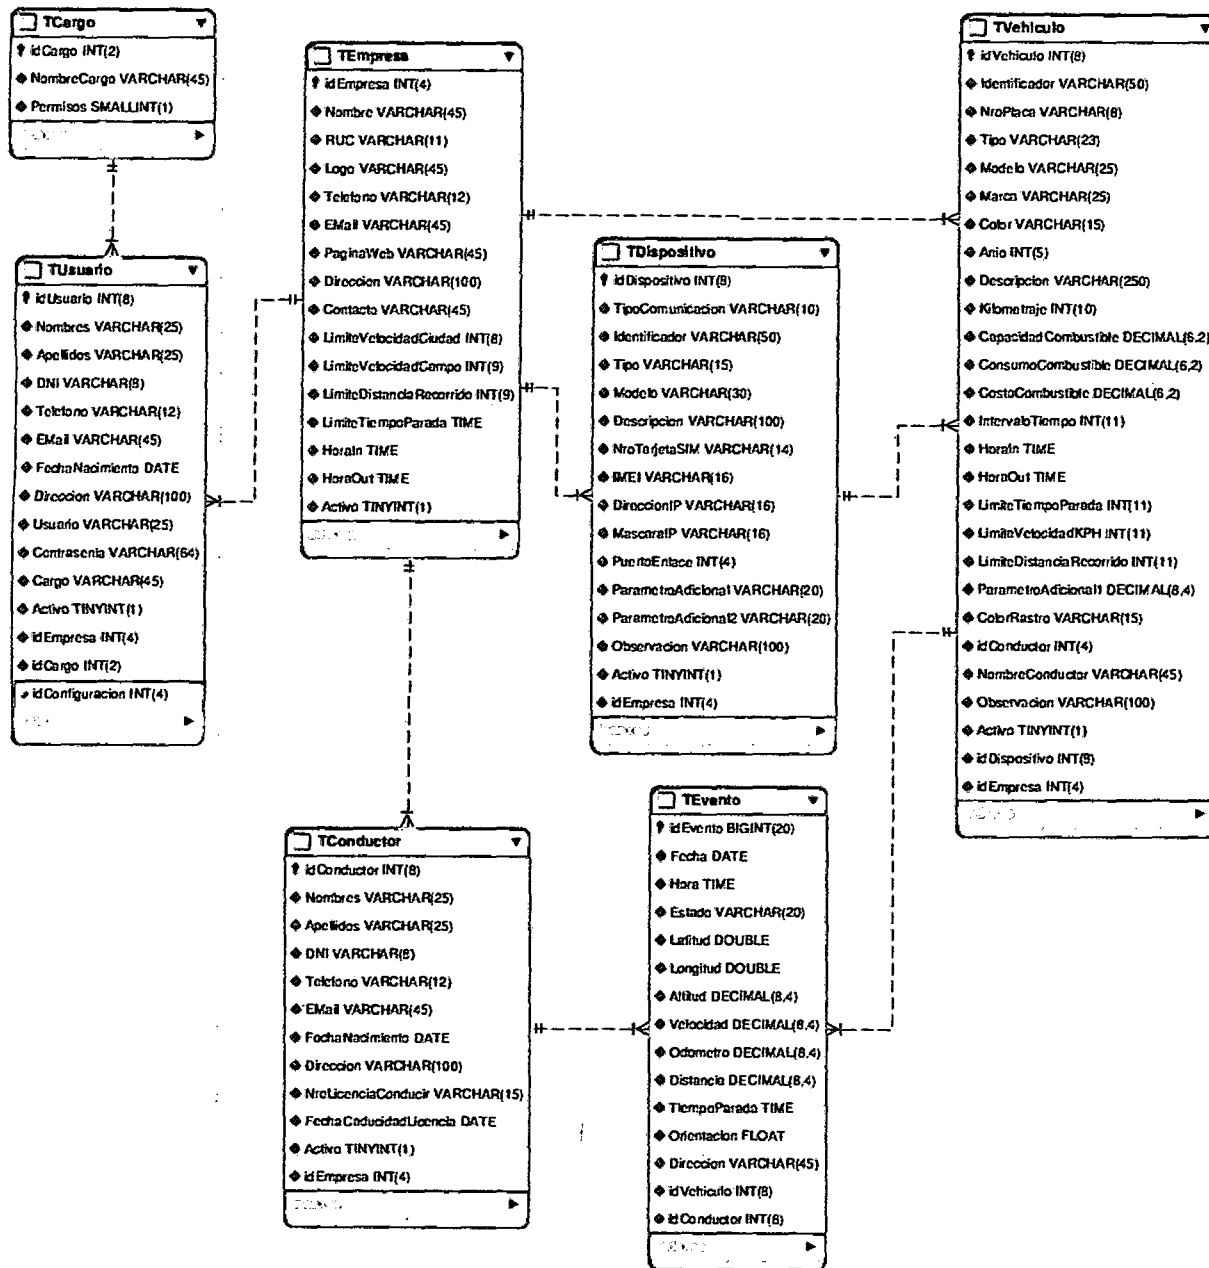 TCargo
idCargo INT(2)
NombreCargo VARCHAR(45)
Permisos SMALLINT(1)
TEmpresa
idEmpresa INT(4)
Nombre VARCHAR(45)
RUC VARCHAR(11)
Logo VARCHAR(45)
Telefono VARCHAR(12)
EMail VARCHAR(45)
PaginaWeb VARCHAR(45)
Direccion VARCHAR(100)
Contacto VARCHAR(45)
LimiteVelocidadCiudad INT(8)
LimiteVelocidadCampo INT(9)
LimiteDistanciaRecorrido INT(9)
LimiteTiempoParada TIME
HoraIn TIME
HoraOut TIME
Activo TINYINT(1)
TVehiculo
idVehiculo INT(8)
Identificador VARCHAR(50)
NroPlaca VARCHAR(8)
Tipo VARCHAR(23)
Modelo VARCHAR(25)
Marca VARCHAR(25)
Color VARCHAR(15)
Anio INT(5)
Descripcion VARCHAR(250)
Kilometraje INT(10)
CapacidadCombustible DECIMAL(6,2)
ConsumoCombustible DECIMAL(6,2)
CostoCombustible DECIMAL(6,2)
IntervaloTiempo INT(11)
HoraIn TIME
HoraOut TIME
LimiteTiempoParada INT(11)
LimiteVelocidadKPH INT(11)
LimiteDistanciaRecorrido INT(11)
ParametroAdicional1 DECIMAL(8,4)
ColorRastro VARCHAR(15)
idConductor INT(4)
NombreConductor VARCHAR(45)
Observacion VARCHAR(100)
Activo TINYINT(1)
idDispositivo INT(8)
idEmpresa INT(4)
TUsuario
idUsuario INT(8)
Nombres VARCHAR(25)
Apellidos VARCHAR(25)
DNI VARCHAR(8)
Telefono VARCHAR(12)
EMail VARCHAR(45)
FechaNacimiento DATE
Direccion VARCHAR(100)
Usuario VARCHAR(25)
Contrasenia VARCHAR(64)
Cargo VARCHAR(45)
Activo TINYINT(1)
idEmpresa INT(4)
idCargo INT(2)
idConfiguracion INT(4)
TDispositivo
idDispositivo INT(8)
TipoComunicacion VARCHAR(10)
Identificador VARCHAR(50)
Tipo VARCHAR(15)
Modelo VARCHAR(30)
Descripcion VARCHAR(100)
NroTarjetaSIM VARCHAR(14)
IMEI VARCHAR(16)
DireccionIP VARCHAR(16)
MascaraIP VARCHAR(16)
PuertoEnlace INT(4)
ParametroAdicional VARCHAR(20)
ParametroAdicional2 VARCHAR(20)
Observacion VARCHAR(100)
Activo TINYINT(1)
idEmpresa INT(4)
TConductor
idConductor INT(8)
Nombres VARCHAR(25)
Apellidos VARCHAR(25)
DNI VARCHAR(8)
Telefono VARCHAR(12)
EMail VARCHAR(45)
FechaNacimiento DATE
Direccion VARCHAR(100)
NroLicenciaConducir VARCHAR(15)
FechaCaducidadLicencia DATE
Activo TINYINT(1)
idEmpresa INT(4)
TEvento
idEvento BIGINT(20)
Fecha DATE
Hora TIME
Estado VARCHAR(20)
Latitud DOUBLE
Longitud DOUBLE
Altitud DECIMAL(8,4)
Velocidad DECIMAL(8,4)
Odometro DECIMAL(8,4)
Distancia DECIMAL(8,4)
TiempoParada TIME
Orientacion FLOAT
Direccion VARCHAR(45)
idVehiculo INT(8)
idConductor INT(8)